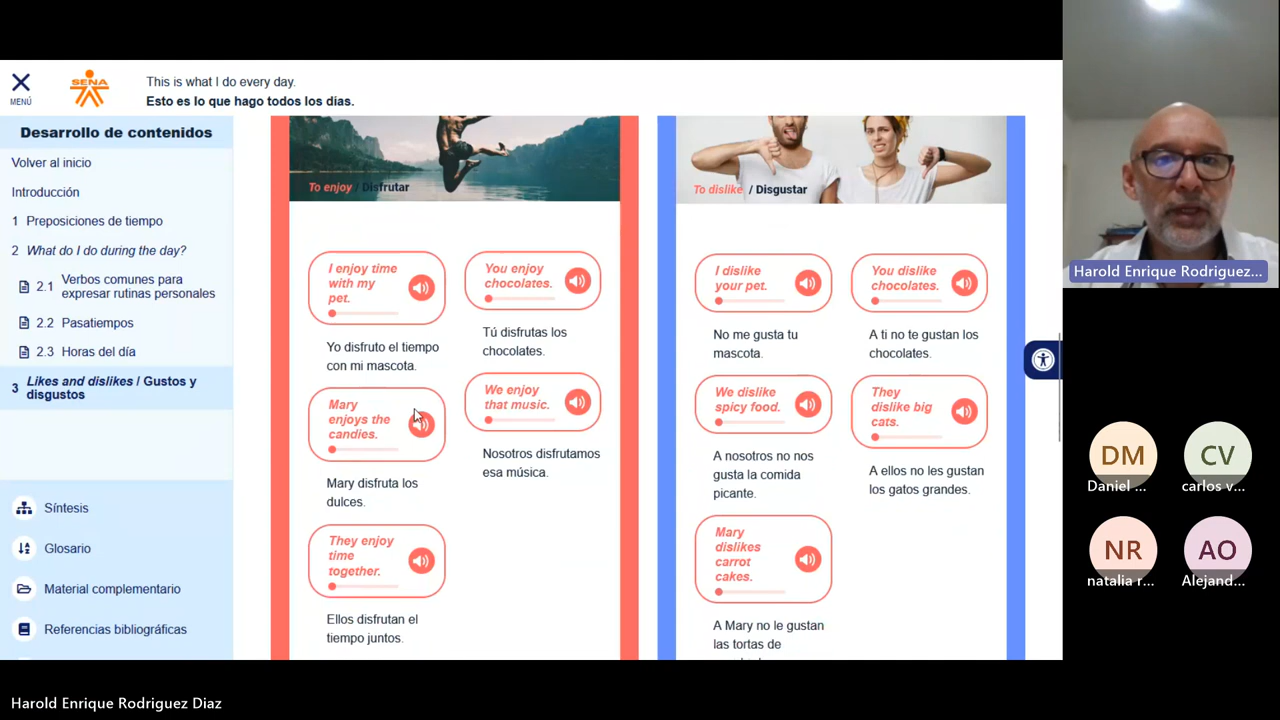 MENÚ
SENA
This is what I do every day.
Esto es lo que hago todos los días.
Desarrollo de contenidos
Volver al inicio
Introducción
1 Preposiciones de tiempo
2 What do I do during the day?
2.1 Verbos comunes para
expresar rutinas personales
2.2 Pasatiempos
2.3 Horas del día
3 Likes and dislikes / Gustos y
disgustos
Síntesis
Glosario
Material complementario
Referencias bibliográficas
To enjoy / Disfrutar
I enjoy time
with my
pet.
Yo disfruto el tiempo
con mi mascota.
You enjoy
chocolates.
Tú disfrutas los
chocolates.
Mary
enjoys the
candies.
Mary disfruta los
dulces.
We enjoy
that music.
Nosotros disfrutamos
esa música.
They enjoy
time
together.
Ellos disfrutan el
tiempo juntos.
To dislike / Disgustar
I dislike
your pet.
No me gusta tu
mascota.
You dislike
chocolates.
A ti no te gustan los
chocolates.
We dislike
spicy food.
A nosotros no nos
gusta la comida
picante.
They
dislike big
cats.
A ellos no les gustan
los gatos grandes.
Mary
dislikes
carrot
cakes.
A Mary no le gustan
las tortas de
Harold Enrique Rodriguez...
DM
Daniel ...
CV
carlos v...
NR
natalia r...
AO
Alejand...
Harold Enrique Rodriguez Diaz